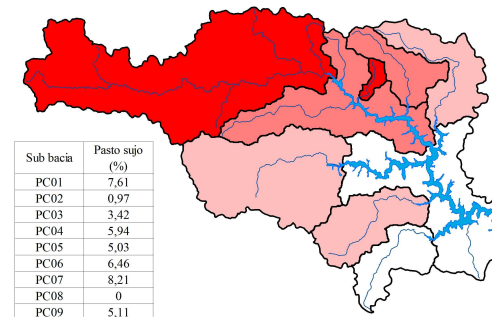 Sub bacia Pasto sujo (%)
PC01 7,61
PC02 0,97
PC03 3,42
PC04 5,94
PC05 5,03
PC06 6,46
PC07 8,21
PC08 0
PC09 5,11